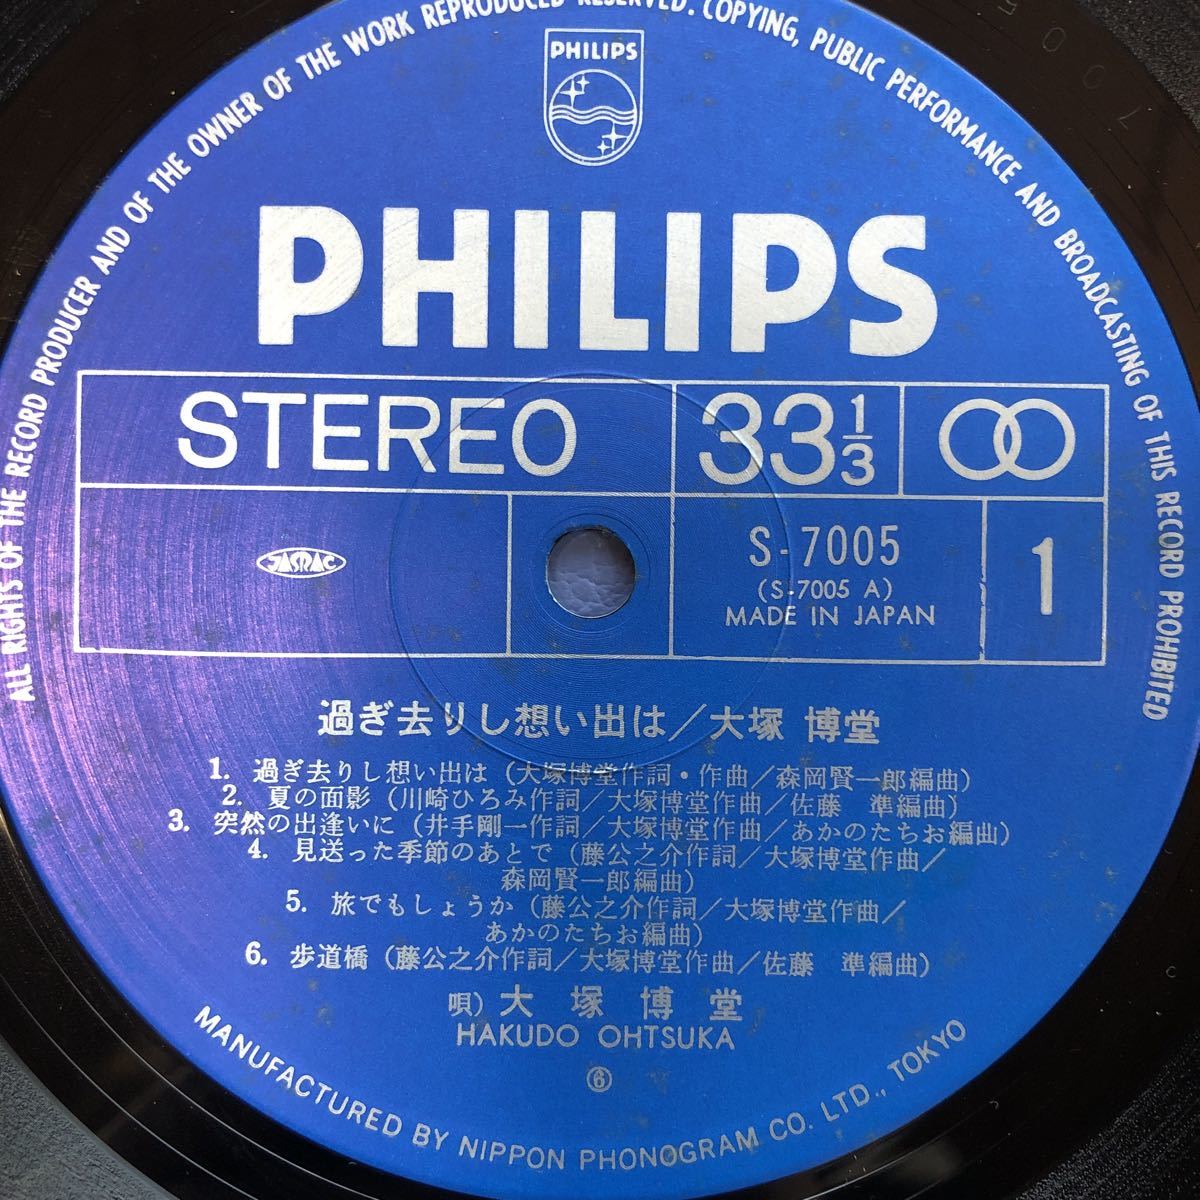 ALL RIGHTS OF THE RECORD PRODUCER AND OF THE OWNER OF THE WORK REPRODUCED RESERVED. COPYING, PUBLIC PERFORMANCE AND BROADCASTING OF THIS RECORD PROHIBITED
PHILIPS
PHILIPS
STEREO 33 1/3
JASRAC
S-7005
(S-7005 A)
MADE IN JAPAN
1
過ぎ去りし想い出は/大塚 博堂
1. 過ぎ去りし想い出は (大塚博堂作詞・作曲/森岡賢一郎編曲)
2. 夏の面影 (川崎ひろみ作詞/大塚博堂作曲/佐藤 準編曲)
3. 突然の出逢いに (井手剛一作詞/大塚博堂作曲/あかのたちお編曲)
4. 見送った季節のあとで (藤公之介作詞/大塚博堂作曲/
森岡賢一郎編曲)
5. 旅でもしょうか (藤公之介作詞/大塚博堂作曲/
あかのたちお編曲)
6. 歩道橋 (藤公之介作詞/大塚博堂作曲/佐藤 準編曲)
唄) 大塚博堂
HAKUDO OHTSUKA
⑥
MANUFACTURED BY NIPPON PHONOGRAM CO. LTD., TOKYO